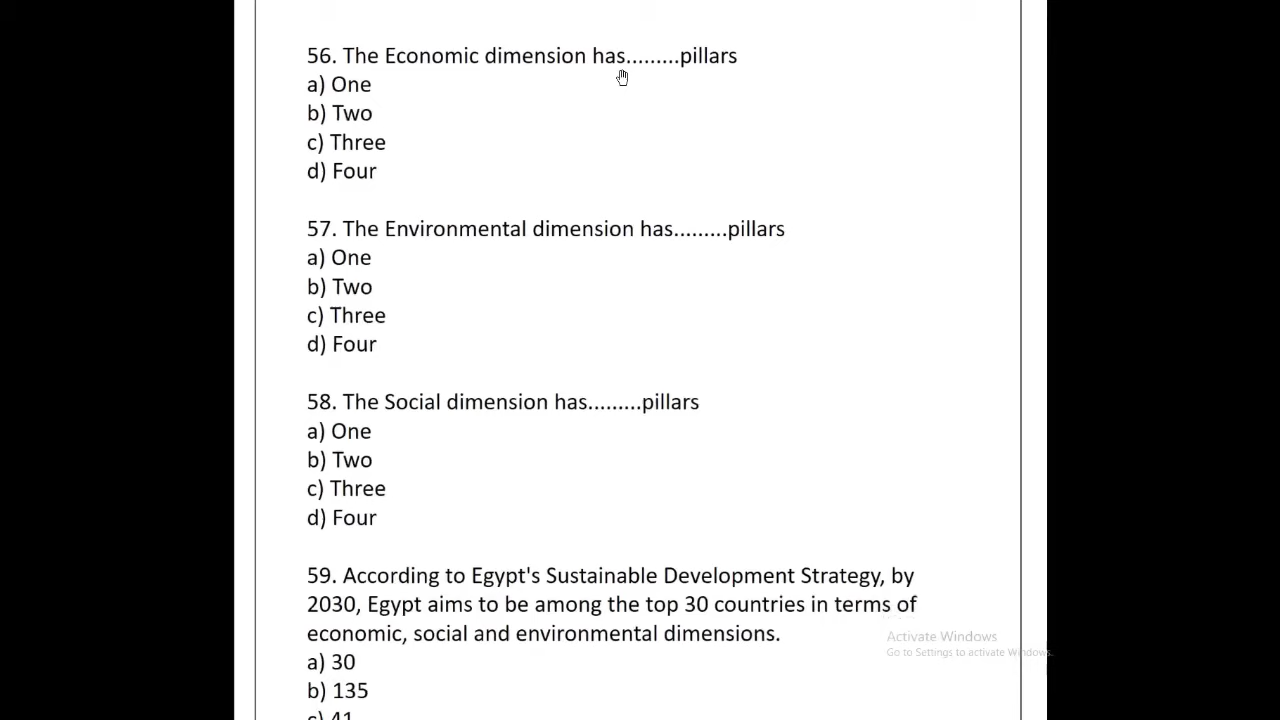 56. The Economic dimension has.........pillars
a) One
b) Two
c) Three
d) Four
57. The Environmental dimension has.........pillars
a) One
b) Two
c) Three
d) Four
58. The Social dimension has.........pillars
a) One
b) Two
c) Three
d) Four
59. According to Egypt's Sustainable Development Strategy, by
2030, Egypt aims to be among the top 30 countries in terms of
economic, social and environmental dimensions.
a) 30
b) 135
c) 41
Activate Windows
Go to Settings to activate Windows.